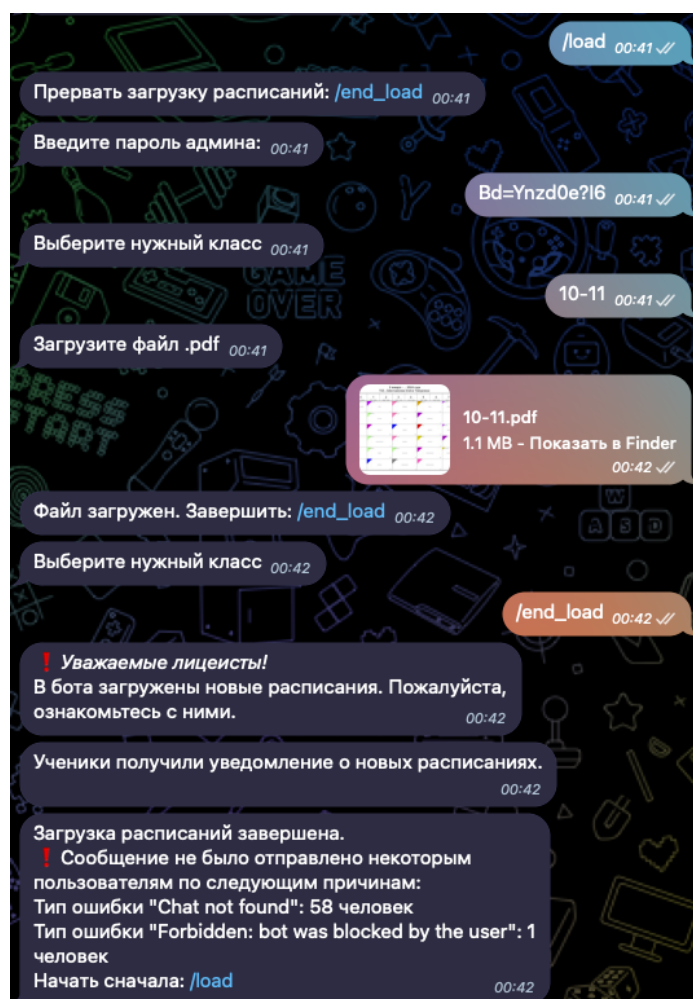 /load 00:41
Прервать загрузку расписаний: /end_load 00:41
Введите пароль админа: 00:41
Bd=Ynzd0e?I6 00:41
Выберите нужный класс 00:41
GAME
OVER
10-11 00:41
Загрузите файл .pdf 00:41
PRESS
START
10-11.pdf
1.1 MB - Показать в Finder
00:42
Файл загружен. Завершить: /end_load 00:42
W
A S D
Выберите нужный класс 00:42
/end_load 00:42
❗ Уважаемые лицеисты!
В бота загружены новые расписания. Пожалуйста,
ознакомьтесь с ними. 00:42
Ученики получили уведомление о новых расписаниях.
00:42
Загрузка расписаний завершена.
❗ Сообщение не было отправлено некоторым
пользователям по следующим причинам:
Тип ошибки "Chat not found": 58 человек
Тип ошибки "Forbidden: bot was blocked by the user": 1
человек
Начать сначала: /load 00:42